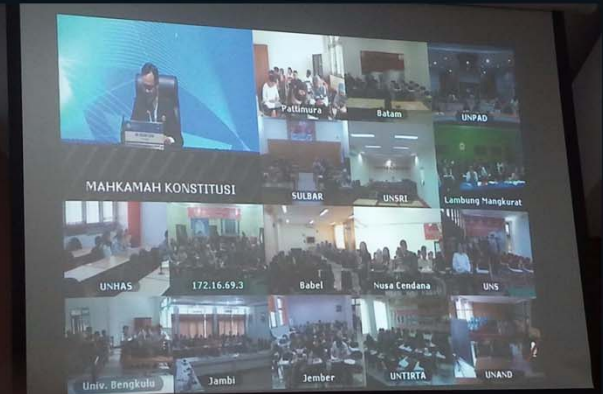 Pattimura
Batam
UNPAD
MAHKAMAH KONSTITUSI
SULBAR
UNSRI
Lambung Mangkurat
UNHAS
172.16.69.3
Babel
Nusa Cendana
UNS
Univ. Bengkulu
Jambi
Jember
UNTIRTA
UNAND